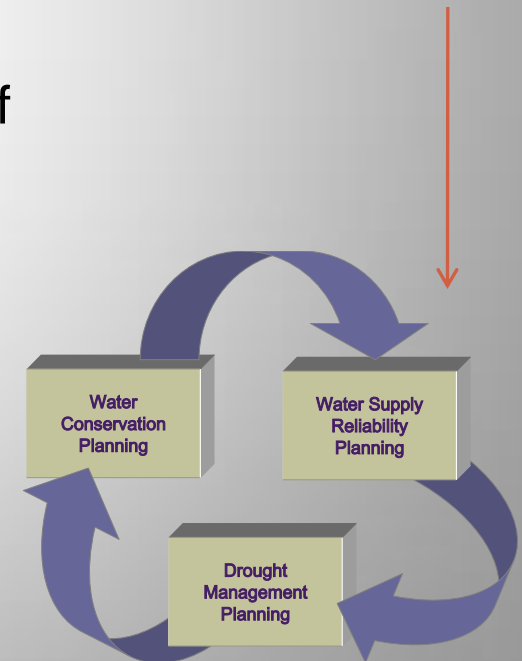 f
Water
Conservation
Planning
Water Supply
Reliability
Planning
Drought
Management
Planning